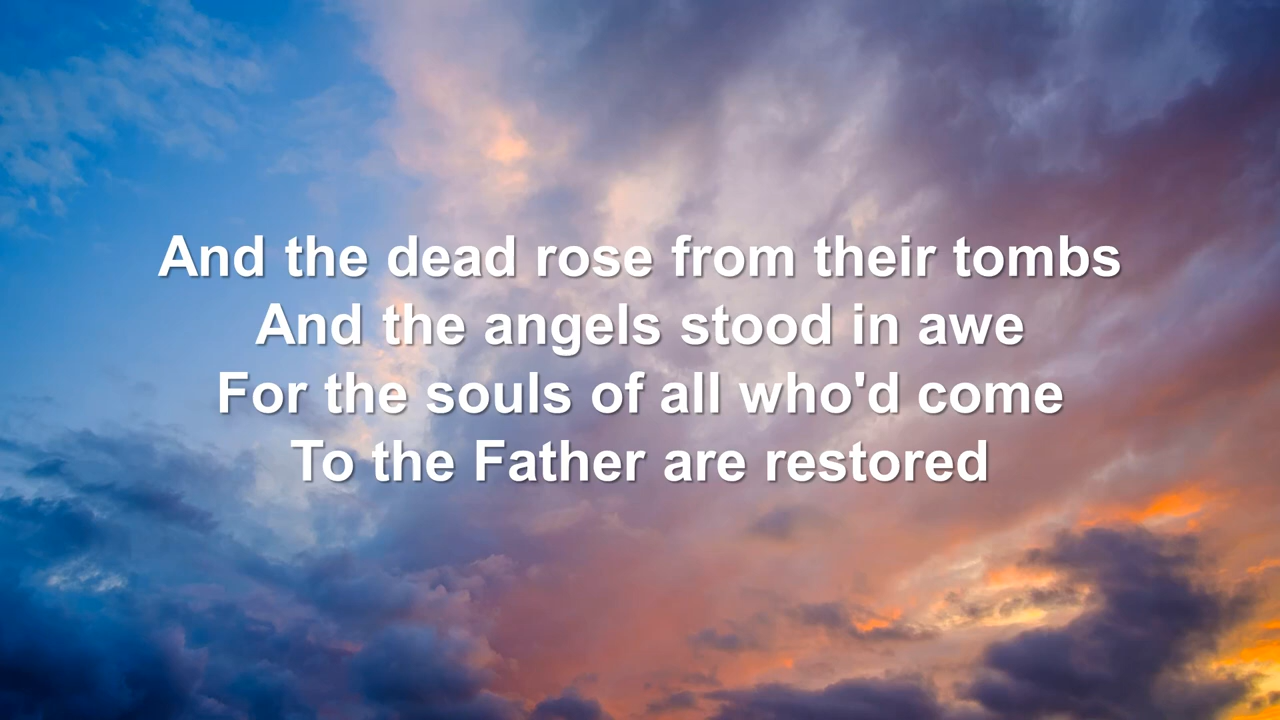 And the dead rose from their tombs
And the angels stood in awe
For the souls of all who'd come
To the Father are restored